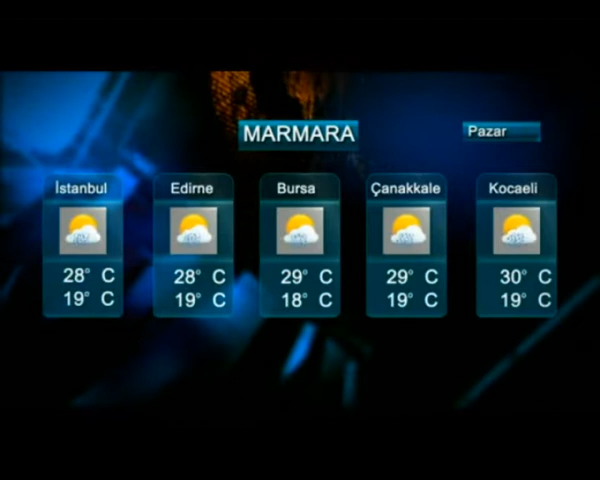 MARMARA
Pazar
İstanbul Edirne Bursa Çanakkale Kocaeli
28° C 28° C 29° C 29° C 30° C
19° C 19° C 18° C 19° C 19° C